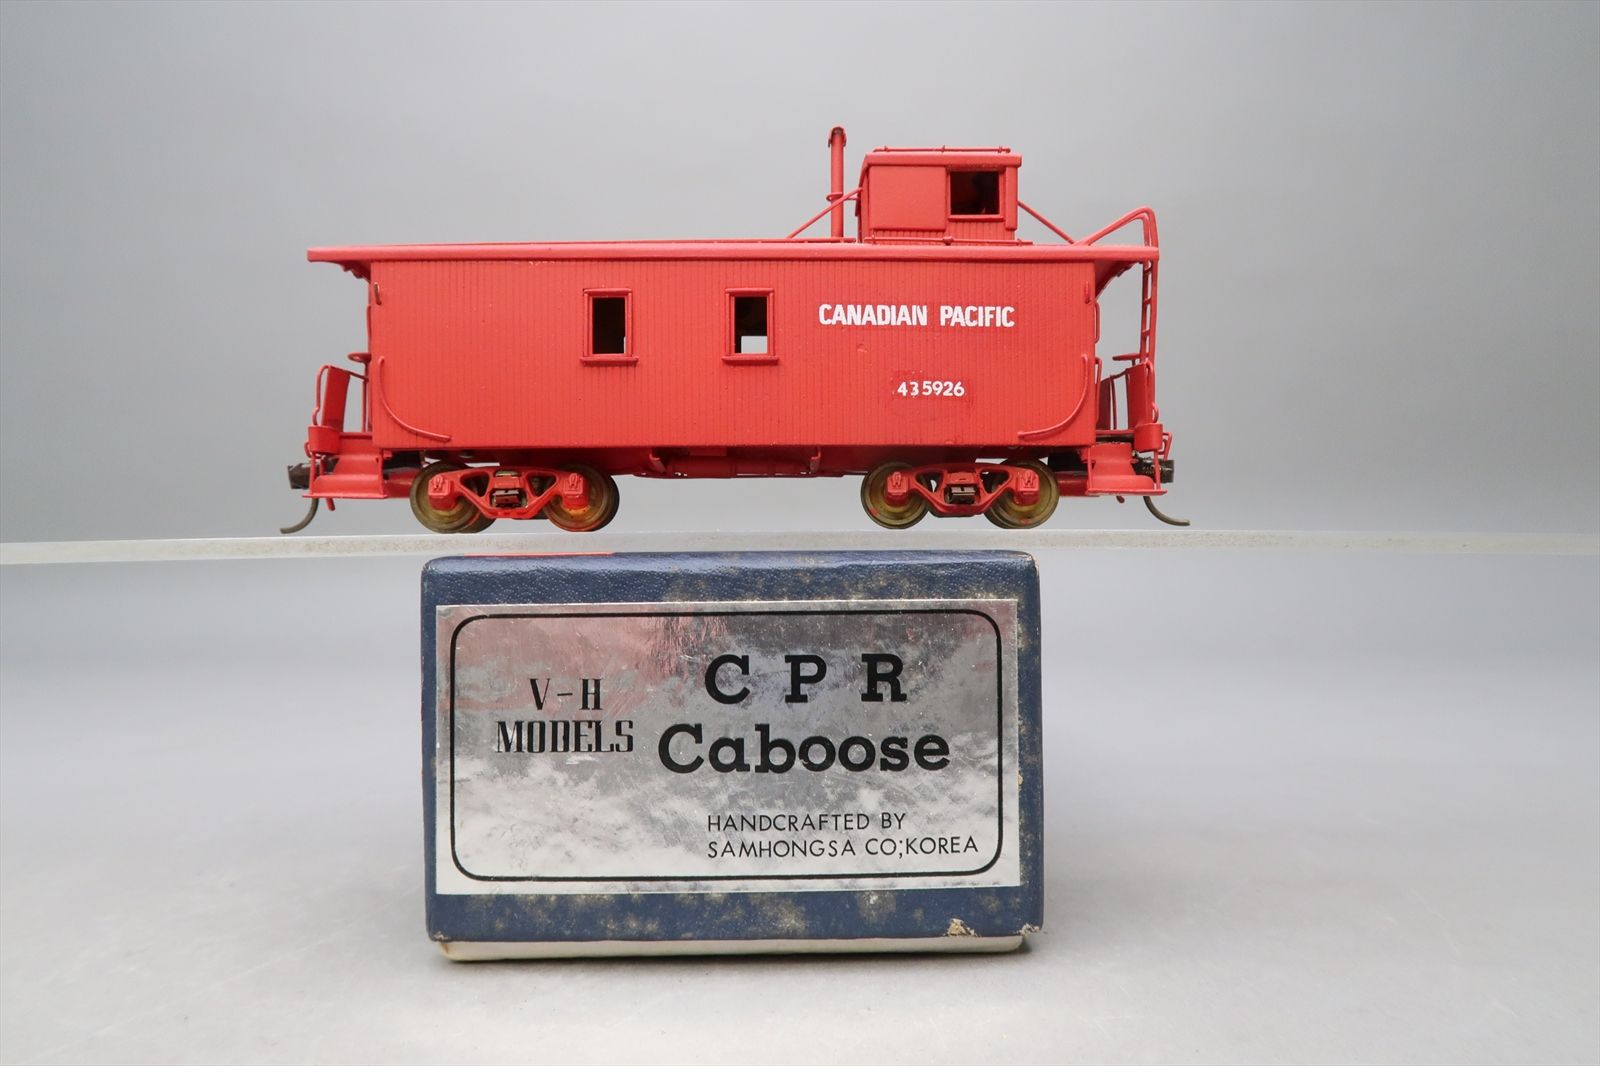 CANADIAN PACIFIC
435926
V-H
MODELS
C P R
Caboose
HANDCRAFTED BY
SAMHONGSA CO;KOREA